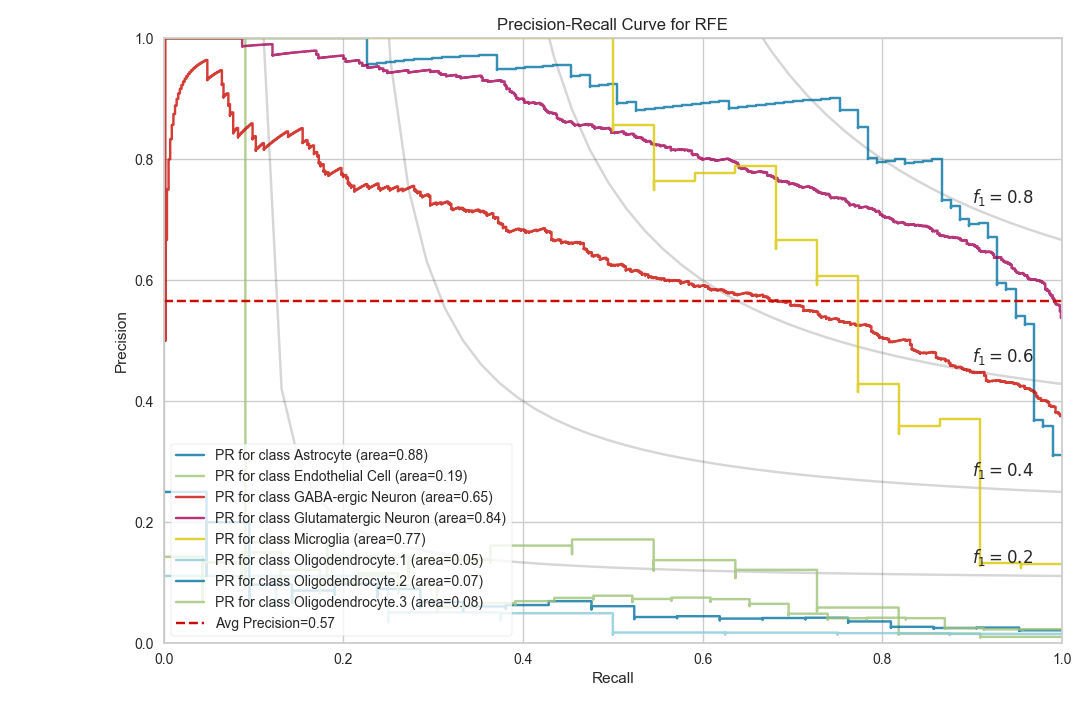 Precision-Recall Curve for RFE
1.0
0.8
0.6
0.4
0.2
0.0
Precision
f1 = 0.8
f1 = 0.6
f1 = 0.4
f1 = 0.2
PR for class Astrocyte (area=0.88)
PR for class Endothelial Cell (area=0.19)
PR for class GABA-ergic Neuron (area=0.65)
PR for class Glutamatergic Neuron (area=0.84)
PR for class Microglia (area=0.77)
PR for class Oligodendrocyte.1 (area=0.05)
PR for class Oligodendrocyte.2 (area=0.07)
PR for class Oligodendrocyte.3 (area=0.08)
Avg Precision=0.57
0.0 0.2 0.4 0.6 0.8 1.0
Recall